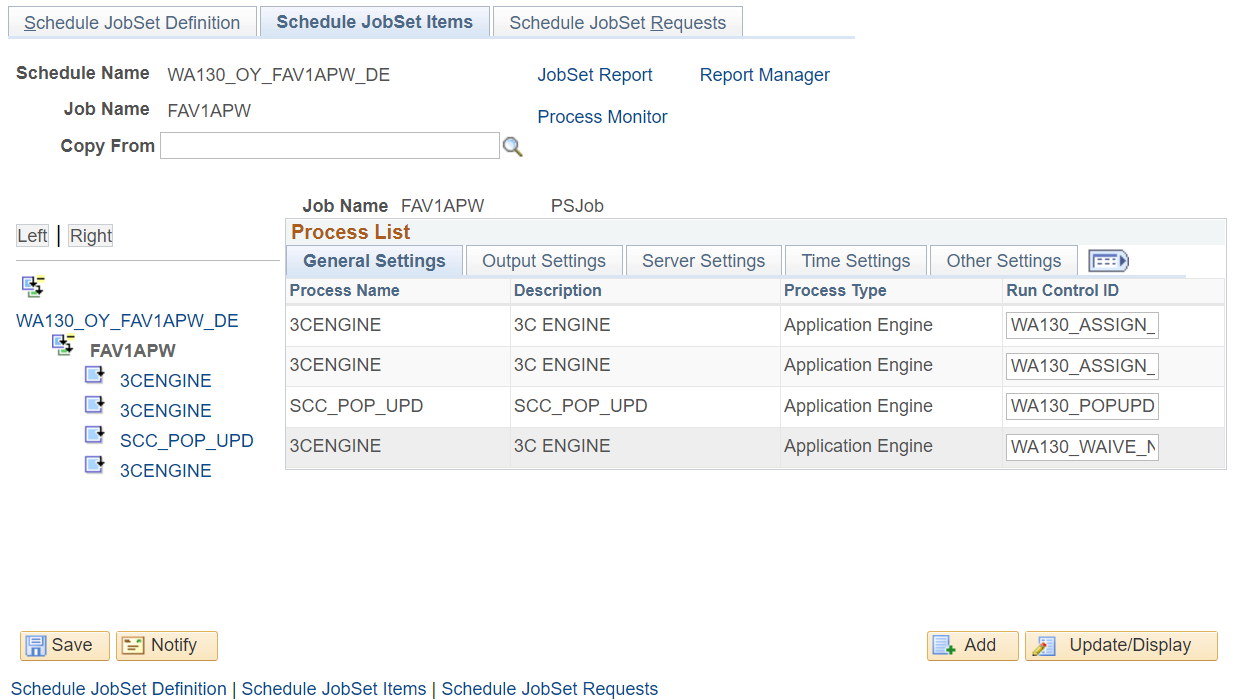 Schedule JobSet Definition Schedule JobSet Items Schedule JobSet Requests
Schedule Name WA130_OY_FAV1APW_DE JobSet Report Report Manager
Job Name FAV1APW Process Monitor
Copy From
Job Name FAV1APW PSJob
Left | Right
Process List
General Settings Output Settings Server Settings Time Settings Other Settings
Process Name Description Process Type Run Control ID
3CENGINE 3C ENGINE Application Engine WA130_ASSIGN_
3CENGINE 3C ENGINE Application Engine WA130_ASSIGN_
SCC_POP_UPD SCC_POP_UPD Application Engine WA130_POPUPD
3CENGINE 3C ENGINE Application Engine WA130_WAIVE_N
WA130_OY_FAV1APW_DE
FAV1APW
3CENGINE
3CENGINE
SCC_POP_UPD
3CENGINE
Save Notify Add Update/Display
Schedule JobSet Definition | Schedule JobSet Items | Schedule JobSet Requests